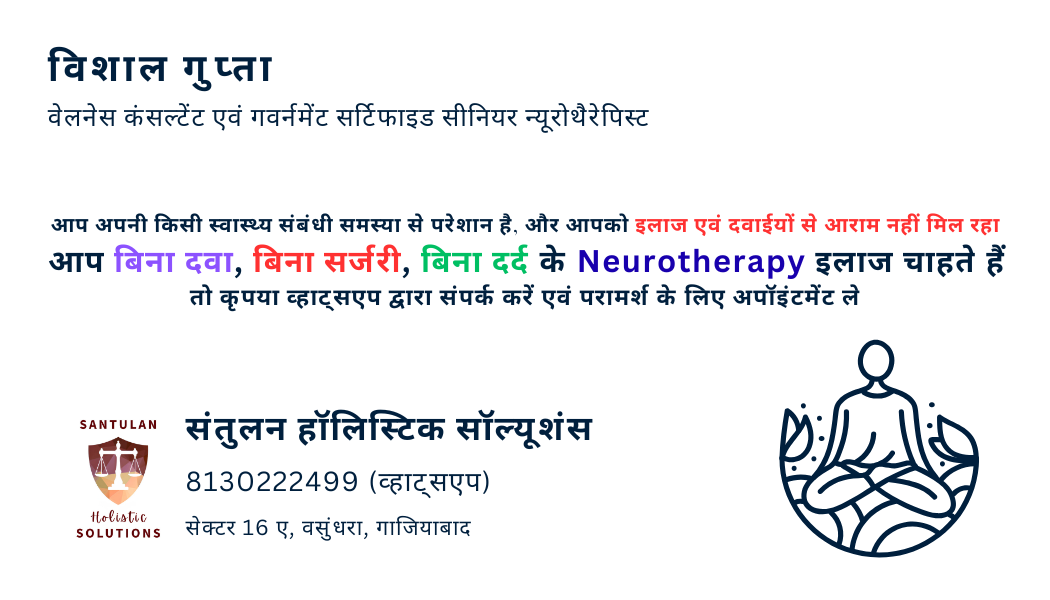 विशाल गुप्ता
वेलनेस कंसल्टेंट एवं गवर्नमेंट सर्टिफाइड सीनियर न्यूरोथैरेपिस्ट
आप अपनी किसी स्वास्थ्य संबंधी समस्या से परेशान है, और आपको इलाज एवं दवाईयों से आराम नहीं मिल रहा
आप बिना दवा, बिना सर्जरी, बिना दर्द के Neurotherapy इलाज चाहते हैं
तो कृपया व्हाट्सएप द्वारा संपर्क करें एवं परामर्श के लिए अपॉइंटमेंट ले
SANTULAN
Holistic
SOLUTIONS
संतुलन हॉलिस्टिक सॉल्यूशंस
8130222499 (व्हाट्सएप)
सेक्टर 16 ए, वसुंधरा, गाजियाबाद